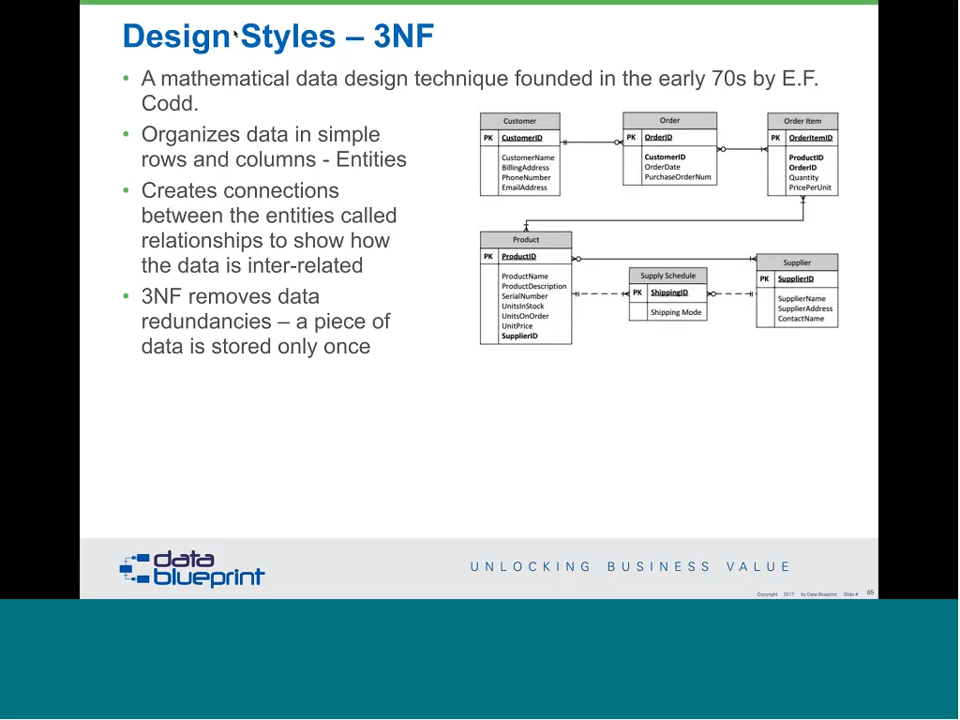 Design Styles – 3NF
• A mathematical data design technique founded in the early 70s by E.F.
Codd.
• Organizes data in simple
rows and columns - Entities
• Creates connections
between the entities called
relationships to show how
the data is inter-related
• 3NF removes data
redundancies – a piece of
data is stored only once
Customer
PK CustomerID
CustomerName
BillingAddress
PhoneNumber
EmailAddress
Order
PK OrderID
CustomerID
OrderDate
PurchaseOrderNum
Order Item
PK OrderItemID
ProductID
OrderID
Quantity
PricePerUnit
Product
PK ProductID
ProductName
ProductDescription
SerialNumber
UnitsInStock
UnitsOnOrder
UnitPrice
SupplierID
Supply Schedule
PK ShippingID
Shipping Mode
Supplier
PK SupplierID
SupplierName
SupplierAddress
ContactName
data
blueprint
UNLOCKING BUSINESS VALUE
Copyright 2017 by Data Blueprint Slide # 65